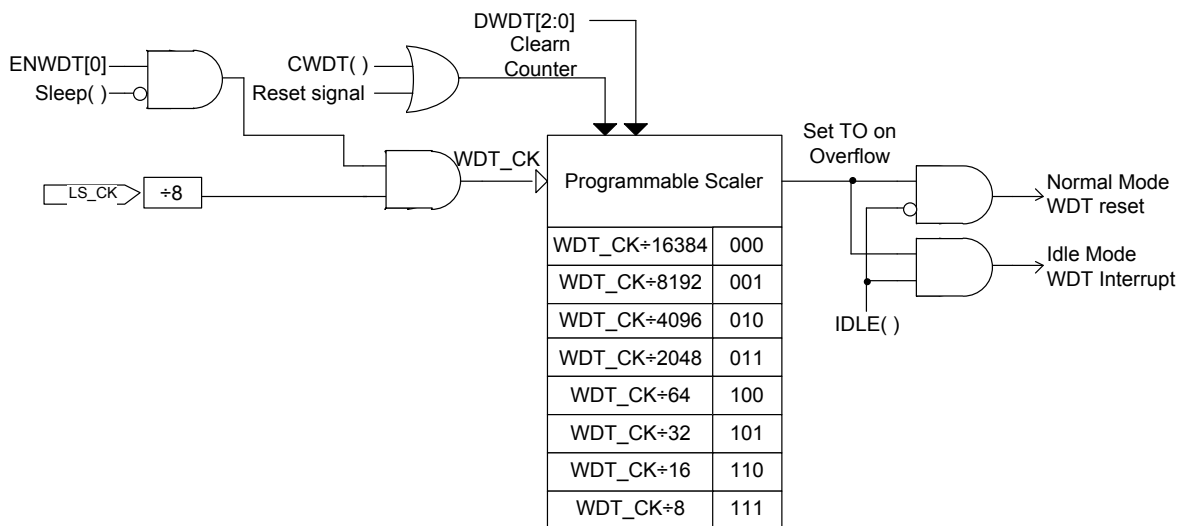 DWDT[2:0]
Clearn
Counter
ENWDT[0]
Sleep( )
CWDT( )
Reset signal
WDT_CK
LS_CK
÷8
Programmable Scaler
Set TO on
Overflow
Normal Mode
WDT reset
Idle Mode
WDT Interrupt
IDLE( )
WDT_CK÷16384 000
WDT_CK÷8192 001
WDT_CK÷4096 010
WDT_CK÷2048 011
WDT_CK÷64 100
WDT_CK÷32 101
WDT_CK÷16 110
WDT_CK÷8 111